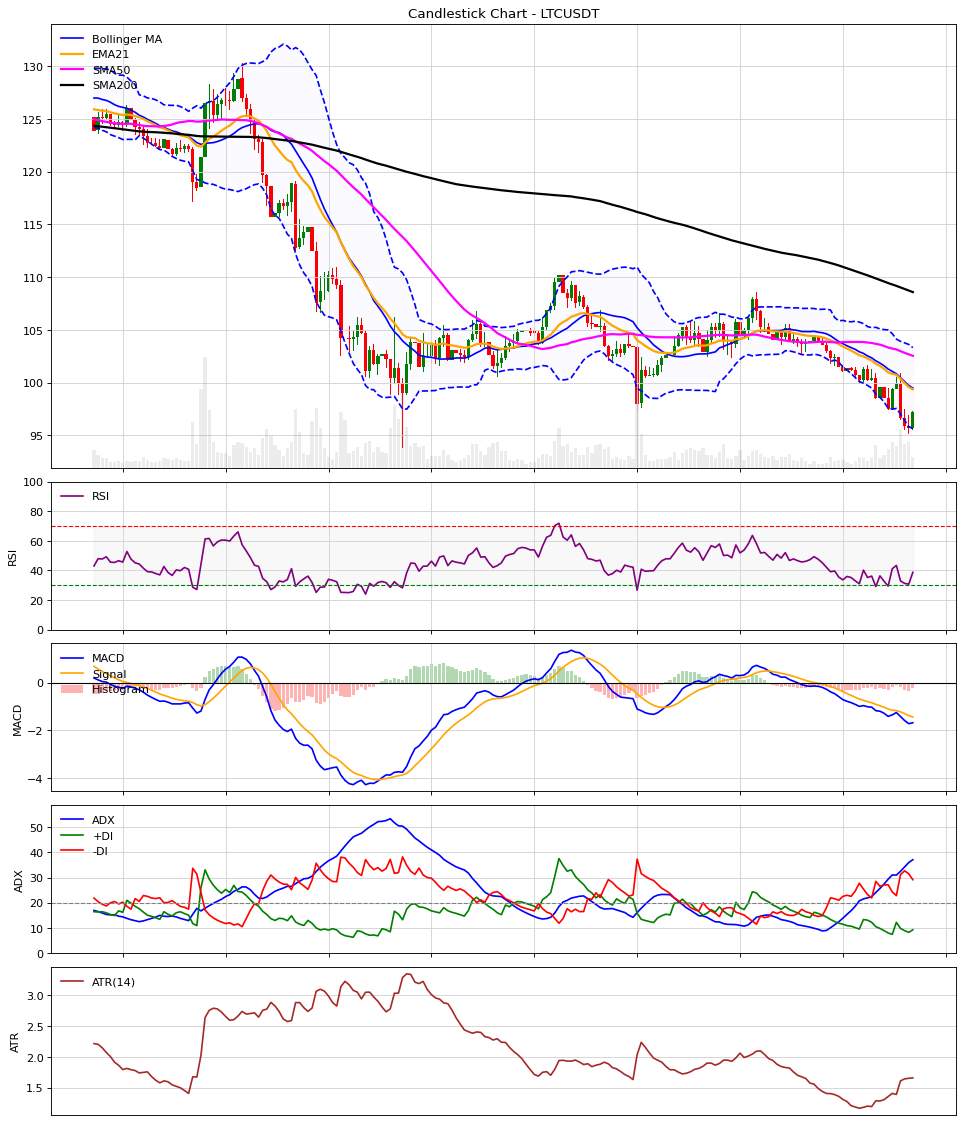 Candlestick Chart - LTCUSDT
Bollinger MA
EMA21
SMA50
SMA200
130
125
120
115
110
105
100
95
RSI
100
80
60
40
20
0
RSI
MACD
Signal
Histogram
0
−2
−4
MACD
ADX
+DI
-DI
50
40
30
20
10
0
ADX
ATR(14)
3.0
2.5
2.0
1.5
ATR